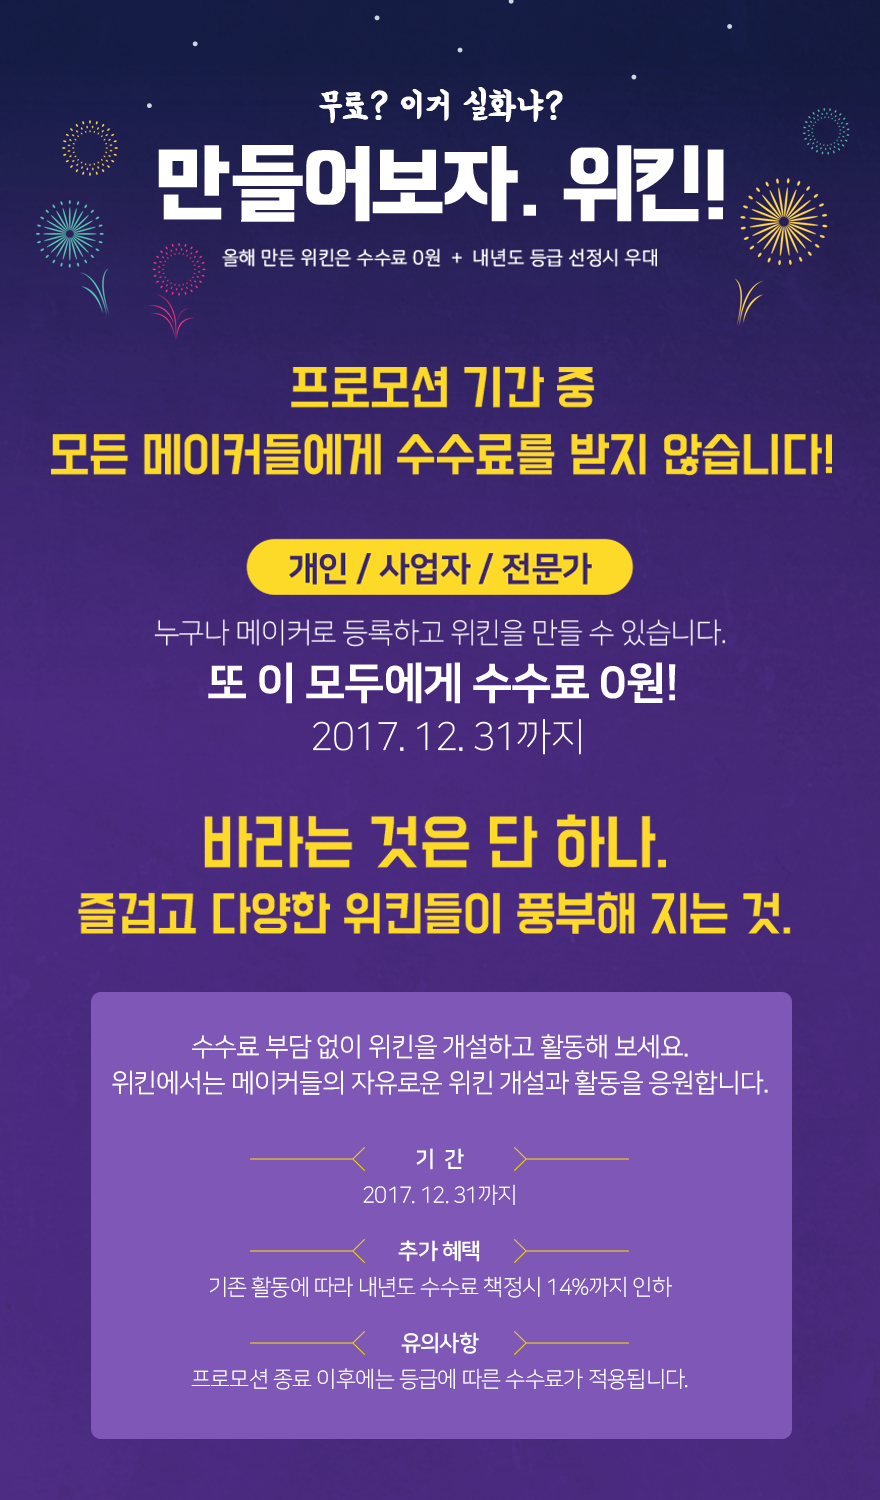 무료? 이거 실화냐?
만들어보자. 위킨!
올해 만든 위킨은 수수료 0원 + 내년도 등급 선정시 우대
프로모션 기간 중
모든 메이커들에게 수수료를 받지 않습니다!
개인 / 사업자 / 전문가
누구나 메이커로 등록하고 위킨을 만들 수 있습니다.
또 이 모두에게 수수료 0원!
2017. 12. 31까지
바라는 것은 단 하나.
즐겁고 다양한 위킨들이 풍부해 지는 것.
수수료 부담 없이 위킨을 개설하고 활동해 보세요.
위킨에서는 메이커들의 자유로운 위킨 개설과 활동을 응원합니다.
기 간
2017. 12. 31까지
추가 혜택
기존 활동에 따라 내년도 수수료 책정시 14%까지 인하
유의사항
프로모션 종료 이후에는 등급에 따른 수수료가 적용됩니다.